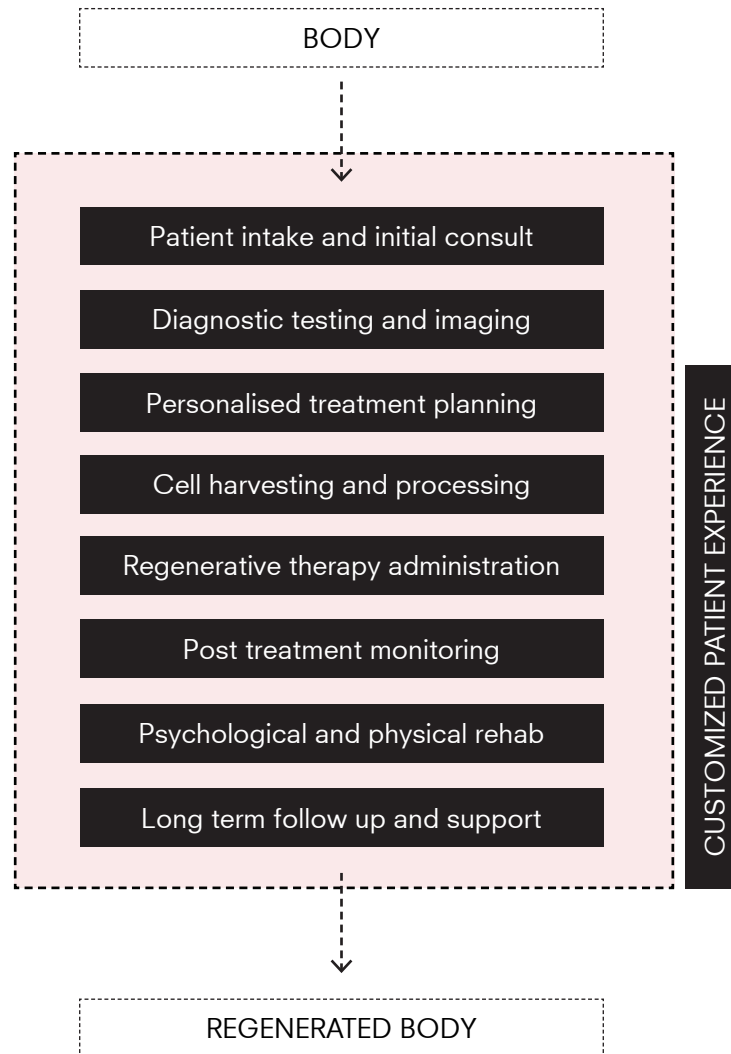 BODY
Patient intake and initial consult
Diagnostic testing and imaging
Personalised treatment planning
Cell harvesting and processing
Regenerative therapy administration
Post treatment monitoring
Psychological and physical rehab
Long term follow up and support
CUSTOMIZED PATIENT EXPERIENCE
REGENERATED BODY